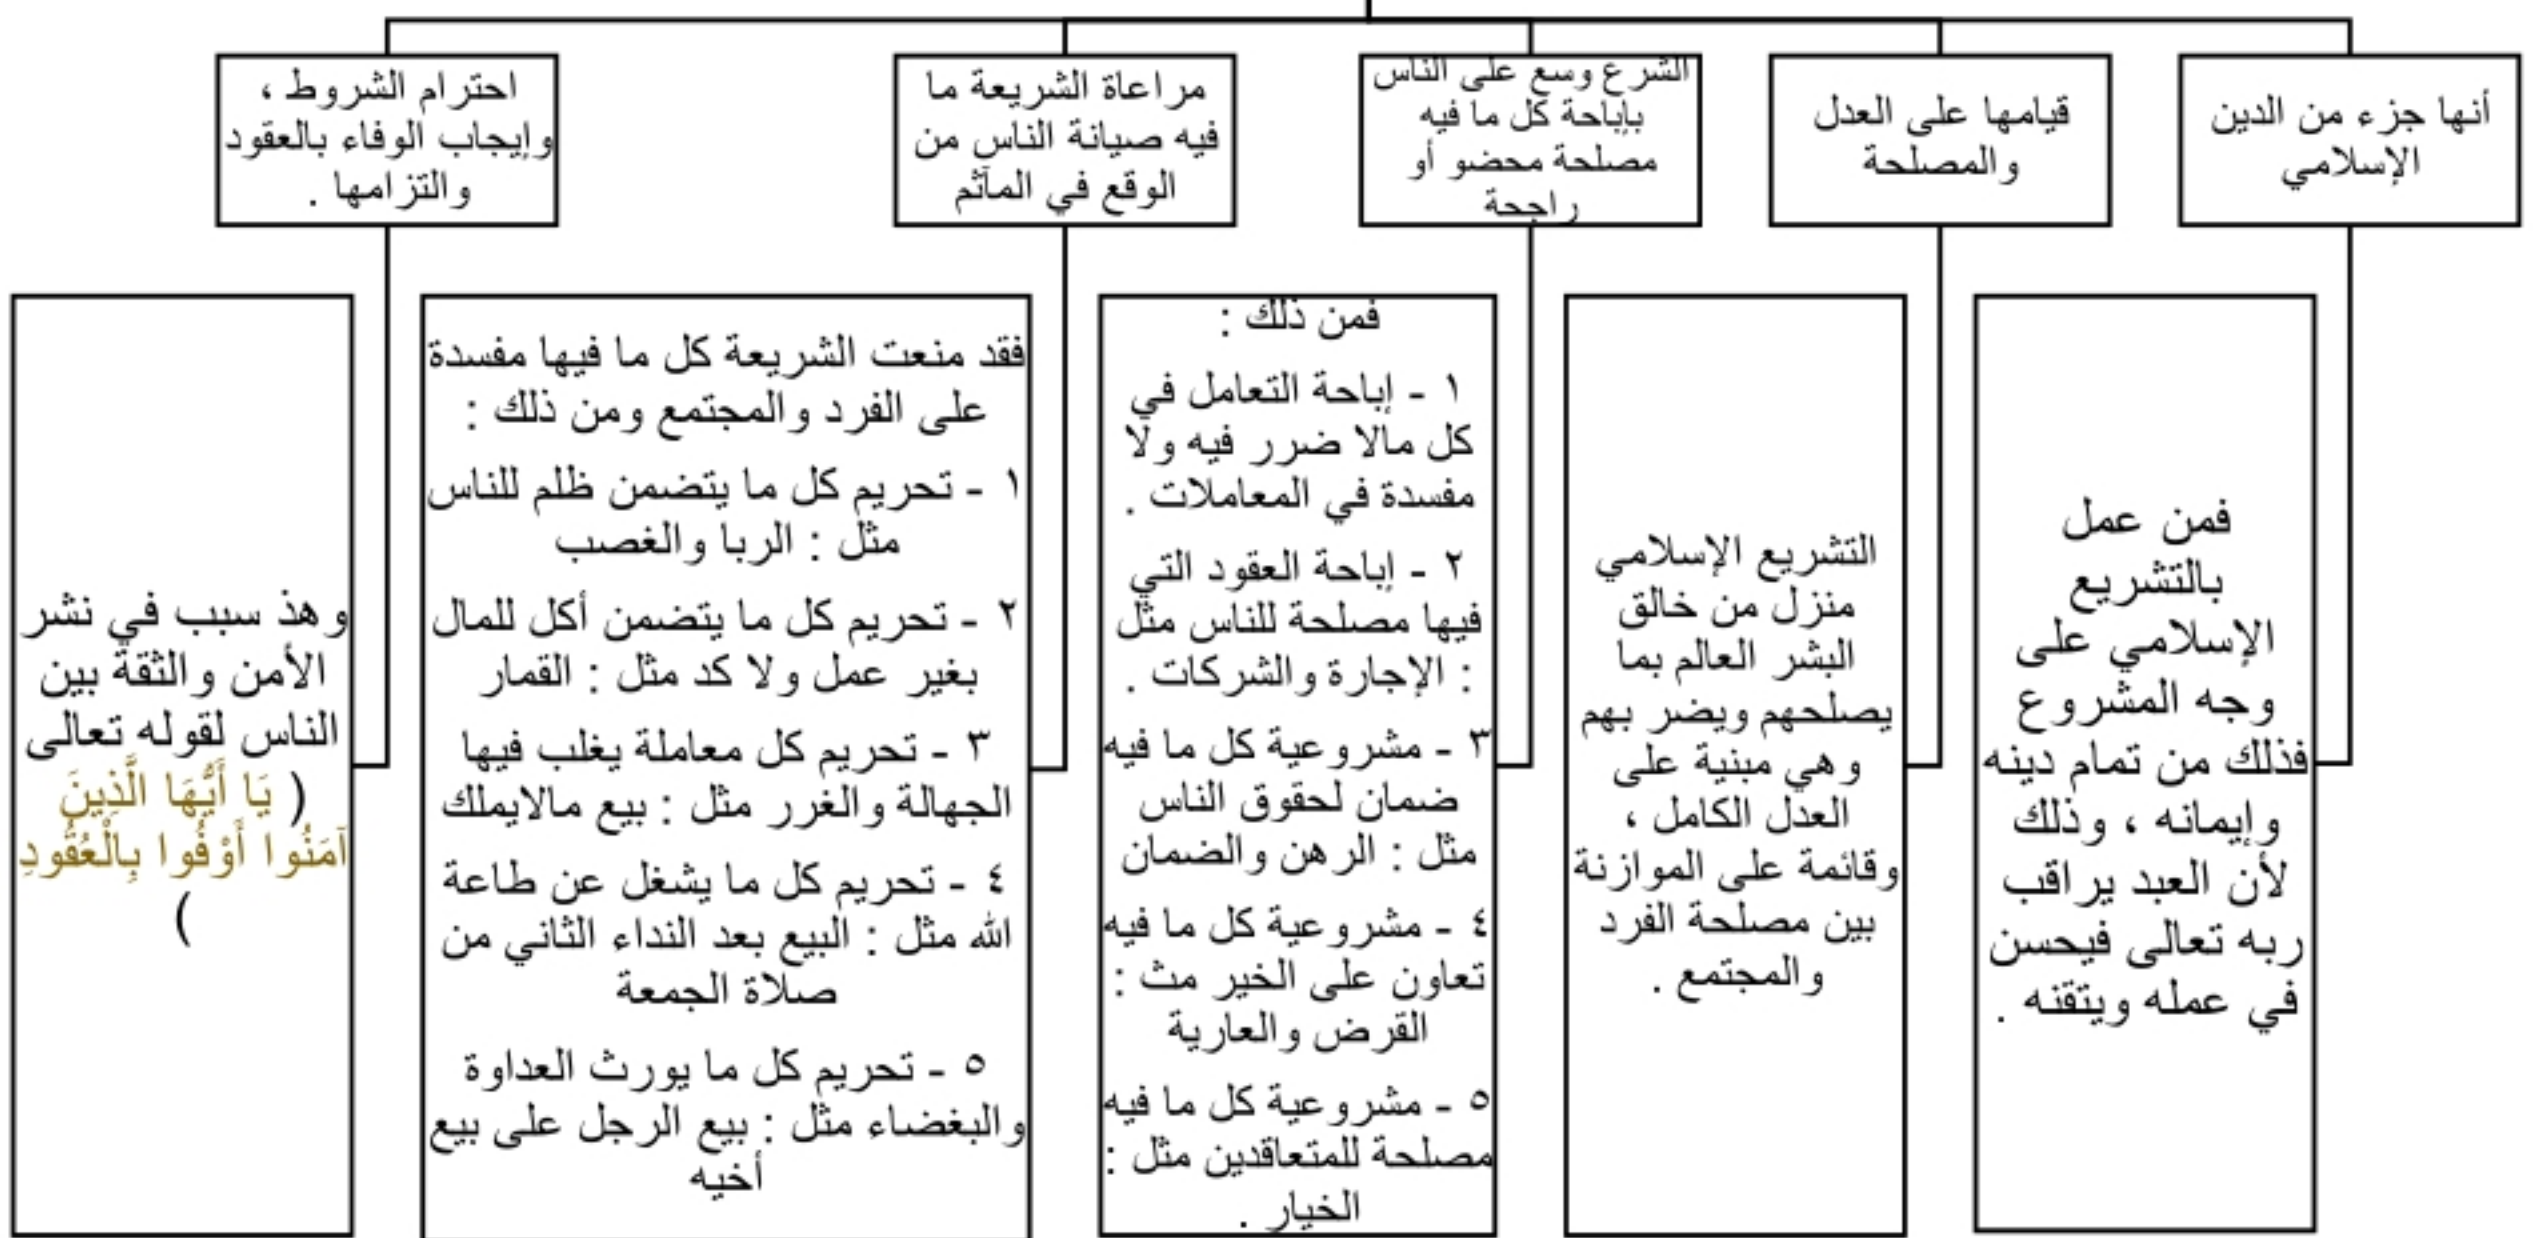 أنها جزء من الدين
الإسلامي
قيامها على العدل
والمصلحة
الشرع وسع على الناس
بإباحة كل ما فيه
مصلحة محضو أو
راجحة
مراعاة الشريعة ما
فيه صيانة الناس من
الوقع في المآثم
احترام الشروط ،
وإيجاب الوفاء بالعقود
والتزامها .
فمن عمل
بالتشريع
الإسلامي على
وجه المشروع
فذلك من تمام دينه
وإيمانه ، وذلك
لأن العبد يراقب
ربه تعالى فيحسن
في عمله ويتقنه .
التشريع الإسلامي
منزل من خالق
البشر العالم بما
يصلحهم ويضر بهم
وهي مبنية على
العدل الكامل ،
وقائمة على الموازنة
بين مصلحة الفرد
والمجتمع .
فمن ذلك :
١ - إباحة التعامل في
كل مالا ضرر فيه ولا
مفسدة في المعاملات .
٢ - إباحة العقود التي
فيها مصلحة للناس مثل
: الإجارة والشركات .
٣ - مشروعية كل ما فيه
ضمان لحقوق الناس
مثل : الرهن والضمان
٤ - مشروعية كل ما فيه
تعاون على الخير مث :
القرض والعارية
٥ - مشروعية كل ما فيه
مصلحة للمتعاقدين مثل :
الخيار .
فقد منعت الشريعة كل ما فيها مفسدة
على الفرد والمجتمع ومن ذلك :
١ - تحريم كل ما يتضمن ظلم للناس
مثل : الربا والغصب
٢ - تحريم كل ما يتضمن أكل للمال
بغير عمل ولا كد مثل : القمار
٣ - تحريم كل معاملة يغلب فيها
الجهالة والغرر مثل : بيع مالايملك
٤ - تحريم كل ما يشغل عن طاعة
الله مثل : البيع بعد النداء الثاني من
صلاة الجمعة
٥ - تحريم كل ما يورث العداوة
والبغضاء مثل : بيع الرجل على بيع
أخيه
وهذ سبب في نشر
الأمن والثقة بين
الناس لقوله تعالى
( يَا أَيُّهَا الَّذِينَ
آمَنُوا أَوْفُوا بِالْعُقُودِ
)